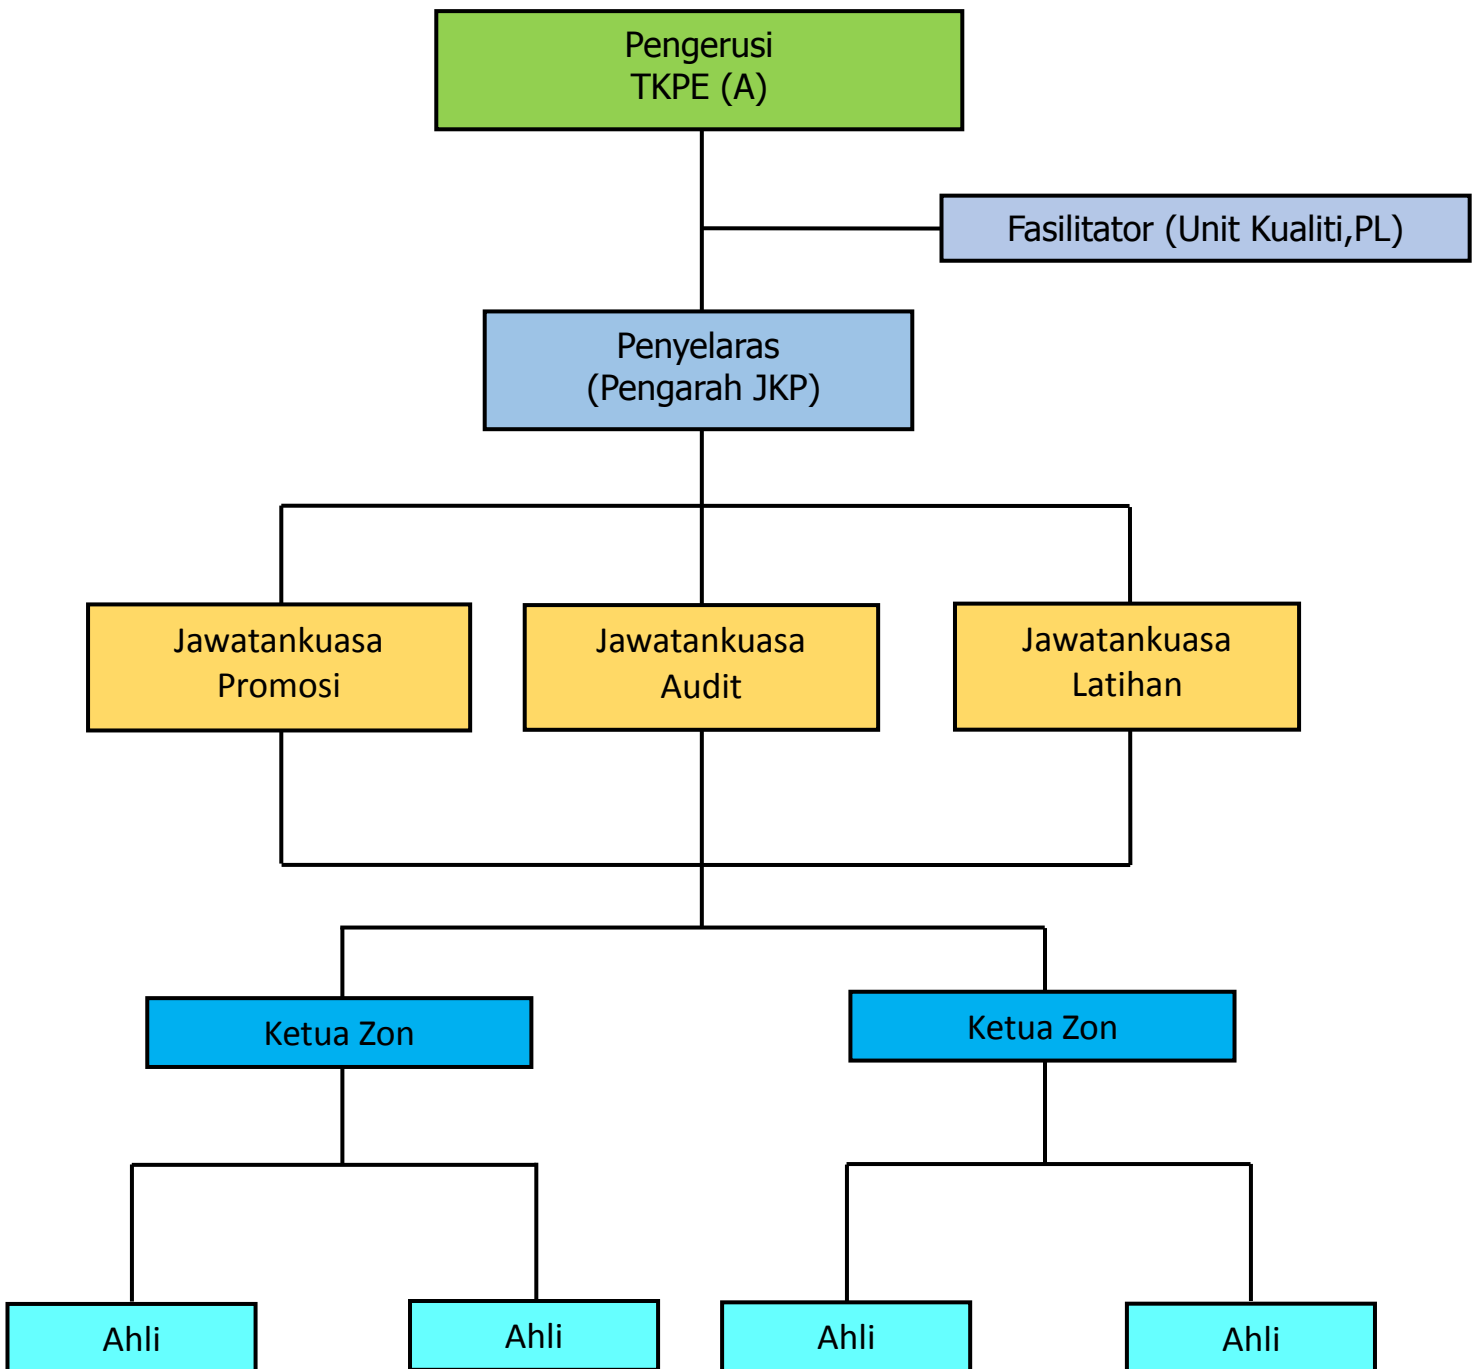 Pengerusi
TKPE (A)
Fasilitator (Unit Kualiti,PL)
Penyelaras
(Pengarah JKP)
Jawatankuasa
Promosi
Jawatankuasa
Audit
Jawatankuasa
Latihan
Ketua Zon
Ketua Zon
Ahli
Ahli
Ahli
Ahli